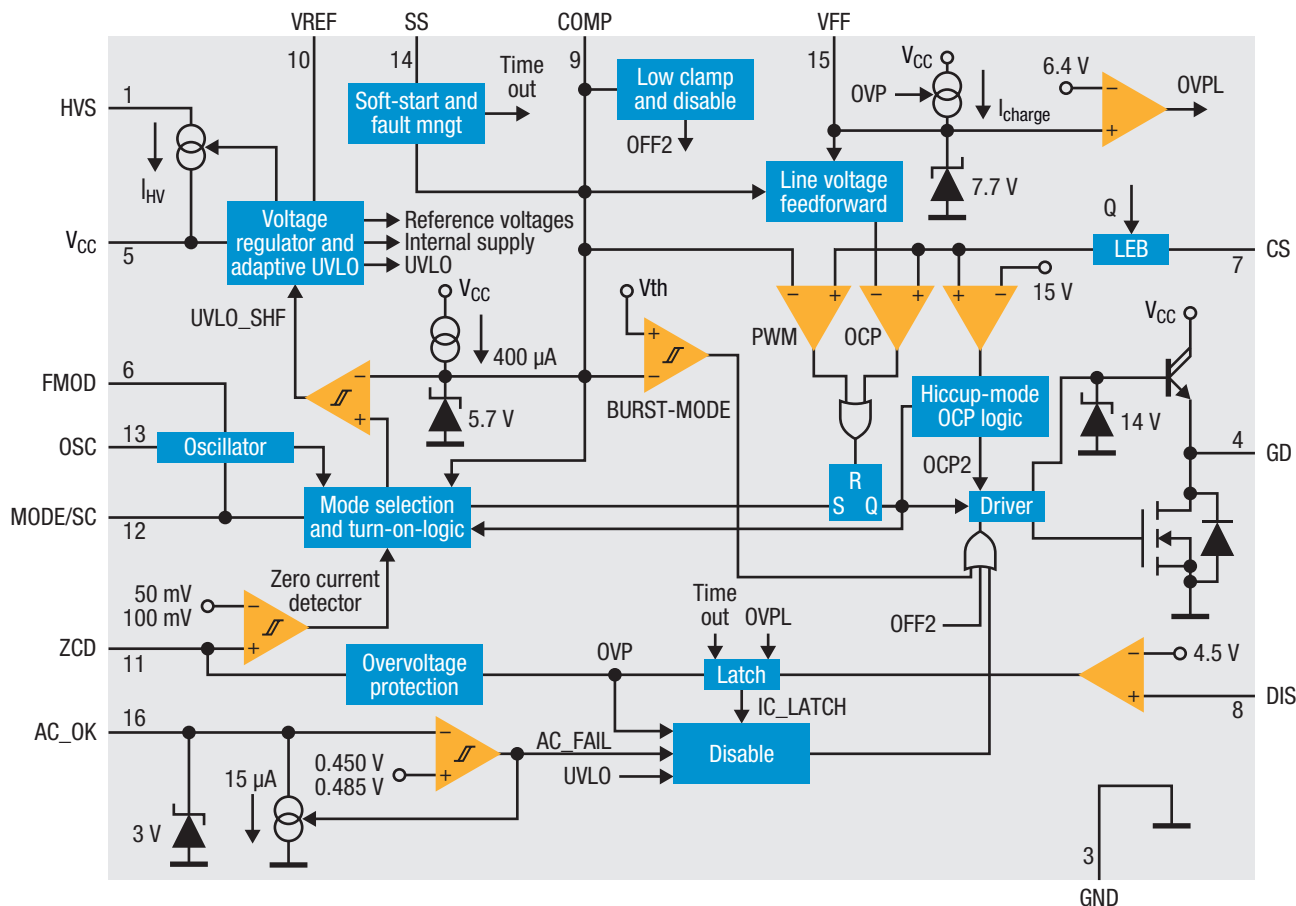 VREF
SS
COMP
VFF
10
14
9
15
HVS
1
I_HV
V_CC
5
Soft-start and
fault mngt
Time
out
Low clamp
and disable
OFF2
V_CC
OVP
I_charge
7.7 V
6.4 V
−
+
OVPL
Line voltage
feedforward
Voltage
regulator and
adaptive UVLO
Reference voltages
Internal supply
UVLO
Q
LEB
CS
7
UVLO_SHF
V_CC
400 µA
5.7 V
−
+
Vth
+
−
BURST-MODE
−
+
PWM
−
+
OCP
+
−
15 V
Hiccup-mode
OCP logic
OCP2
V_CC
14 V
4
GD
FMOD
6
OSC
13
Oscillator
MODE/SC
12
Mode selection
and turn-on-logic
R
S
Q
Driver
Zero current
detector
50 mV
100 mV
−
+
ZCD
11
Overvoltage
protection
OVP
Time
out
OVPL
Latch
IC_LATCH
OFF2
−
+
4.5 V
DIS
8
AC_OK
16
−
+
0.450 V
0.485 V
AC_FAIL
UVLO
Disable
15 µA
3 V
3
GND